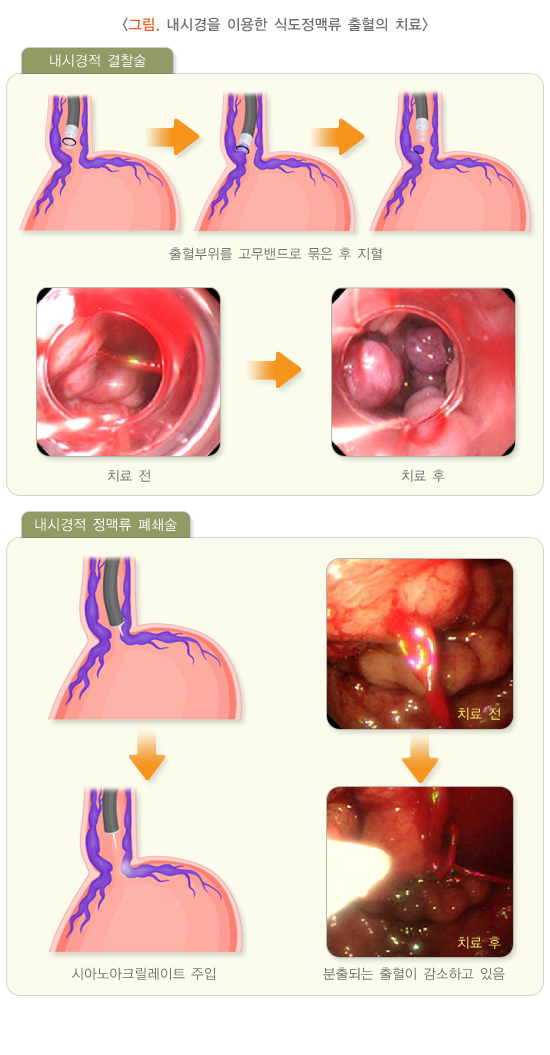 <그림. 내시경을 이용한 식도정맥류 출혈의 치료>
내시경적 결찰술
출혈부위를 고무밴드로 묶은 후 지혈
치료 전
치료 후
내시경적 정맥류 폐쇄술
치료 전
치료 후
시아노아크릴레이트 주입
분출되는 출혈이 감소하고 있음